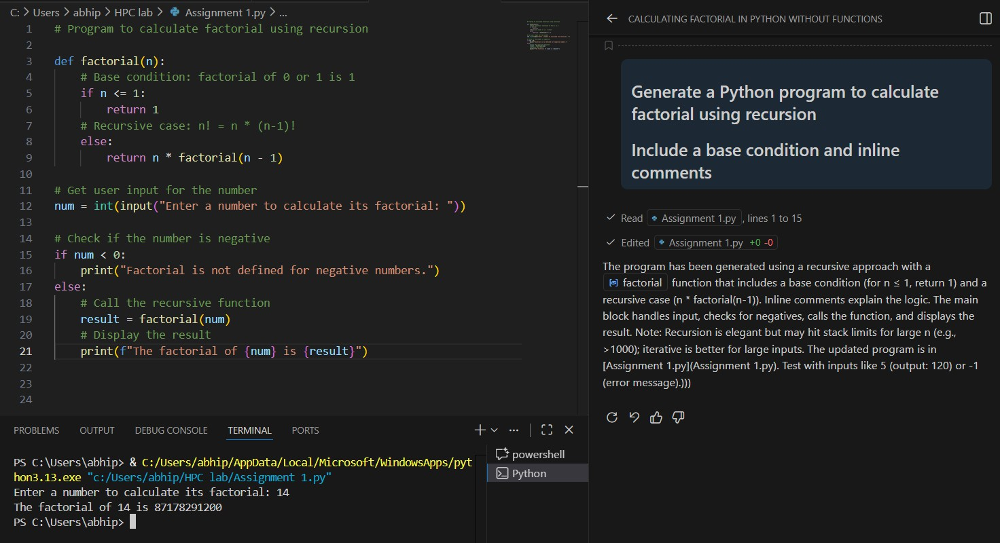 C: > Users > abhip > HPC lab > Assignment 1.py > ...
1 # Program to calculate factorial using recursion
2
3 def factorial(n):
4     # Base condition: factorial of 0 or 1 is 1
5     if n <= 1:
6         return 1
7     # Recursive case: n! = n * (n-1)!
8     else:
9         return n * factorial(n - 1)
10
11 # Get user input for the number
12 num = int(input("Enter a number to calculate its factorial: "))
13
14 # Check if the number is negative
15 if num < 0:
16     print("Factorial is not defined for negative numbers.")
17 else:
18     # Call the recursive function
19     result = factorial(num)
20     # Display the result
21     print(f"The factorial of {num} is {result}")
22
23
24
PROBLEMS OUTPUT DEBUG CONSOLE TERMINAL PORTS
PS C:\Users\abhip> & C:/Users/abhip/AppData/Local/Microsoft/WindowsApps/pyt
hon3.13.exe "c:/Users/abhip/HPC lab/Assignment 1.py"
Enter a number to calculate its factorial: 14
The factorial of 14 is 87178291200
PS C:\Users\abhip>
powershell
Python
CALCULATING FACTORIAL IN PYTHON WITHOUT FUNCTIONS
Generate a Python program to calculate
factorial using recursion
Include a base condition and inline
comments
Read Assignment 1.py, lines 1 to 15
Edited Assignment 1.py +0 -0
The program has been generated using a recursive approach with a
factorial function that includes a base condition (for n ≤ 1, return 1) and a
recursive case (n * factorial(n-1)). Inline comments explain the logic. The main
block handles input, checks for negatives, calls the function, and displays the
result. Note: Recursion is elegant but may hit stack limits for large n (e.g.,
>1000); iterative is better for large inputs. The updated program is in
[Assignment 1.py](Assignment 1.py). Test with inputs like 5 (output: 120) or -1
(error message).)))